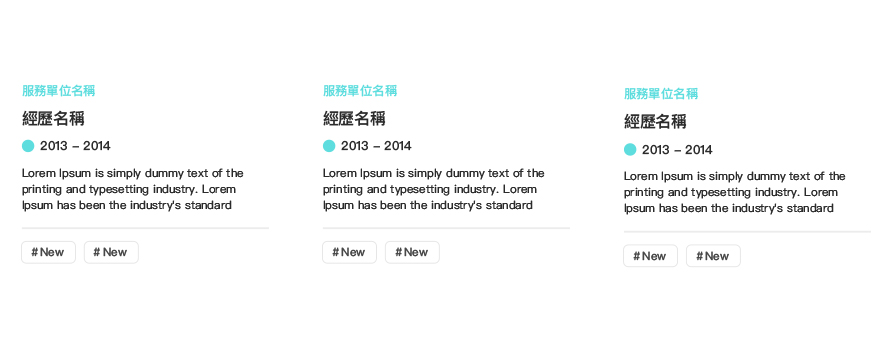 服務單位名稱
經歷名稱
2013 – 2014
Lorem Ipsum is simply dummy text of the
printing and typesetting industry. Lorem
Ipsum has been the industry's standard
# New
# New
服務單位名稱
經歷名稱
2013 – 2014
Lorem Ipsum is simply dummy text of the
printing and typesetting industry. Lorem
Ipsum has been the industry's standard
# New
# New
服務單位名稱
經歷名稱
2013 – 2014
Lorem Ipsum is simply dummy text of the
printing and typesetting industry. Lorem
Ipsum has been the industry's standard
# New
# New